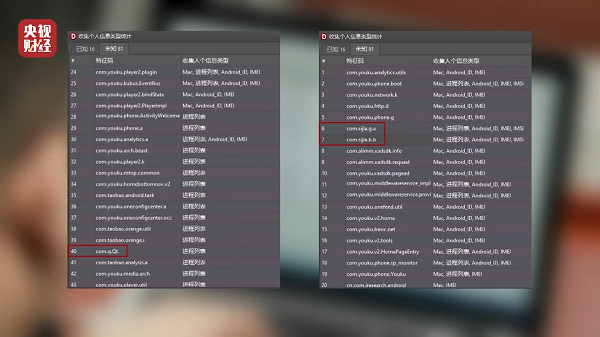 央视
财经
D 收集个人信息类型统计
已知 16 未知 81
# 特征码 收集人个信息类型
24 com.youku.player2.plugin Mac, 进程列表, Android_ID, IMEI
25 com.youku.kubus.EventBus Mac, 进程列表, Android_ID, IMEI
26 com.youku.player2.bindState Mac, Android_ID, IMEI
27 com.youku.player2.PlayerImpl Mac, Android_ID, IMEI
28 com.youku.phone.ActivityWelcome 进程列表
29 com.youku.phone.e 进程列表
30 com.youku.analytics.a 进程列表, Android_ID, IMEI
31 com.youku.arch.beast 进程列表
32 com.youku.player2.k 进程列表
33 com.youku.mtop.common 进程列表
34 com.youku.homebottomnav.v2 进程列表
35 com.taobao.android.task 进程列表
36 com.youku.oneconfigcenter.a 进程列表
37 com.youku.oneconfigcenter.occ 进程列表
38 com.taobao.orange.util 进程列表
39 com.taobao.orange.i 进程列表
40 com.q.Qt. 进程列表
41 com.taobao.analysis.a 进程列表
42 com.youku.media.arch 进程列表
43 com.youku.player.util 进程列表
D 收集个人信息类型统计
已知 16 未知 81
# 特征码 收集人个信息类型
1 com.youku.analytics.utils Mac, 进程列表, Android_ID, IMEI
2 com.youku.phone.boot Mac, 进程列表, Android_ID, IMEI, IMSI
3 com.youku.network.k Mac, Android_ID, IMEI
4 com.youku.http.d Mac, Android_ID, IMEI
5 com.youku.phone.g Mac, Android_ID, IMEI
6 com.sijla.g.a Mac, 进程列表, Android_ID, IMEI, IMSI
7 com.sijla.b.b Mac, 进程列表, Android_ID, IMEI, IMSI
8 com.alimm.xadsdk.info Mac, Android_ID, IMEI
9 com.alimm.xadsdk.request Mac, Android_ID, IMEI
10 com.youku.xadsdk.pagead Mac, Android_ID, IMEI
11 com.youku.middlewareservice_impl Mac, 进程列表, Android_ID, IMEI
12 com.youku.middlewareservice.provi Mac, 进程列表, Android_ID, IMEI
13 com.youku.onefeed.util Mac, Android_ID, IMEI
14 com.youku.v2.home Mac, Android_ID, IMEI
15 com.youku.basic.net Mac, Android_ID, IMEI
16 com.youku.v2.tools Mac, Android_ID, IMEI
17 com.youku.v2.HomePageEntry Mac, 进程列表, Android_ID, IMEI
18 com.youku.phone.sp_monitor Mac, 进程列表, Android_ID, IMEI
19 com.youku.phone.Youku Mac, 进程列表, IMEI
20 cn.com.iresearch.android Mac, Android_ID, IMEI